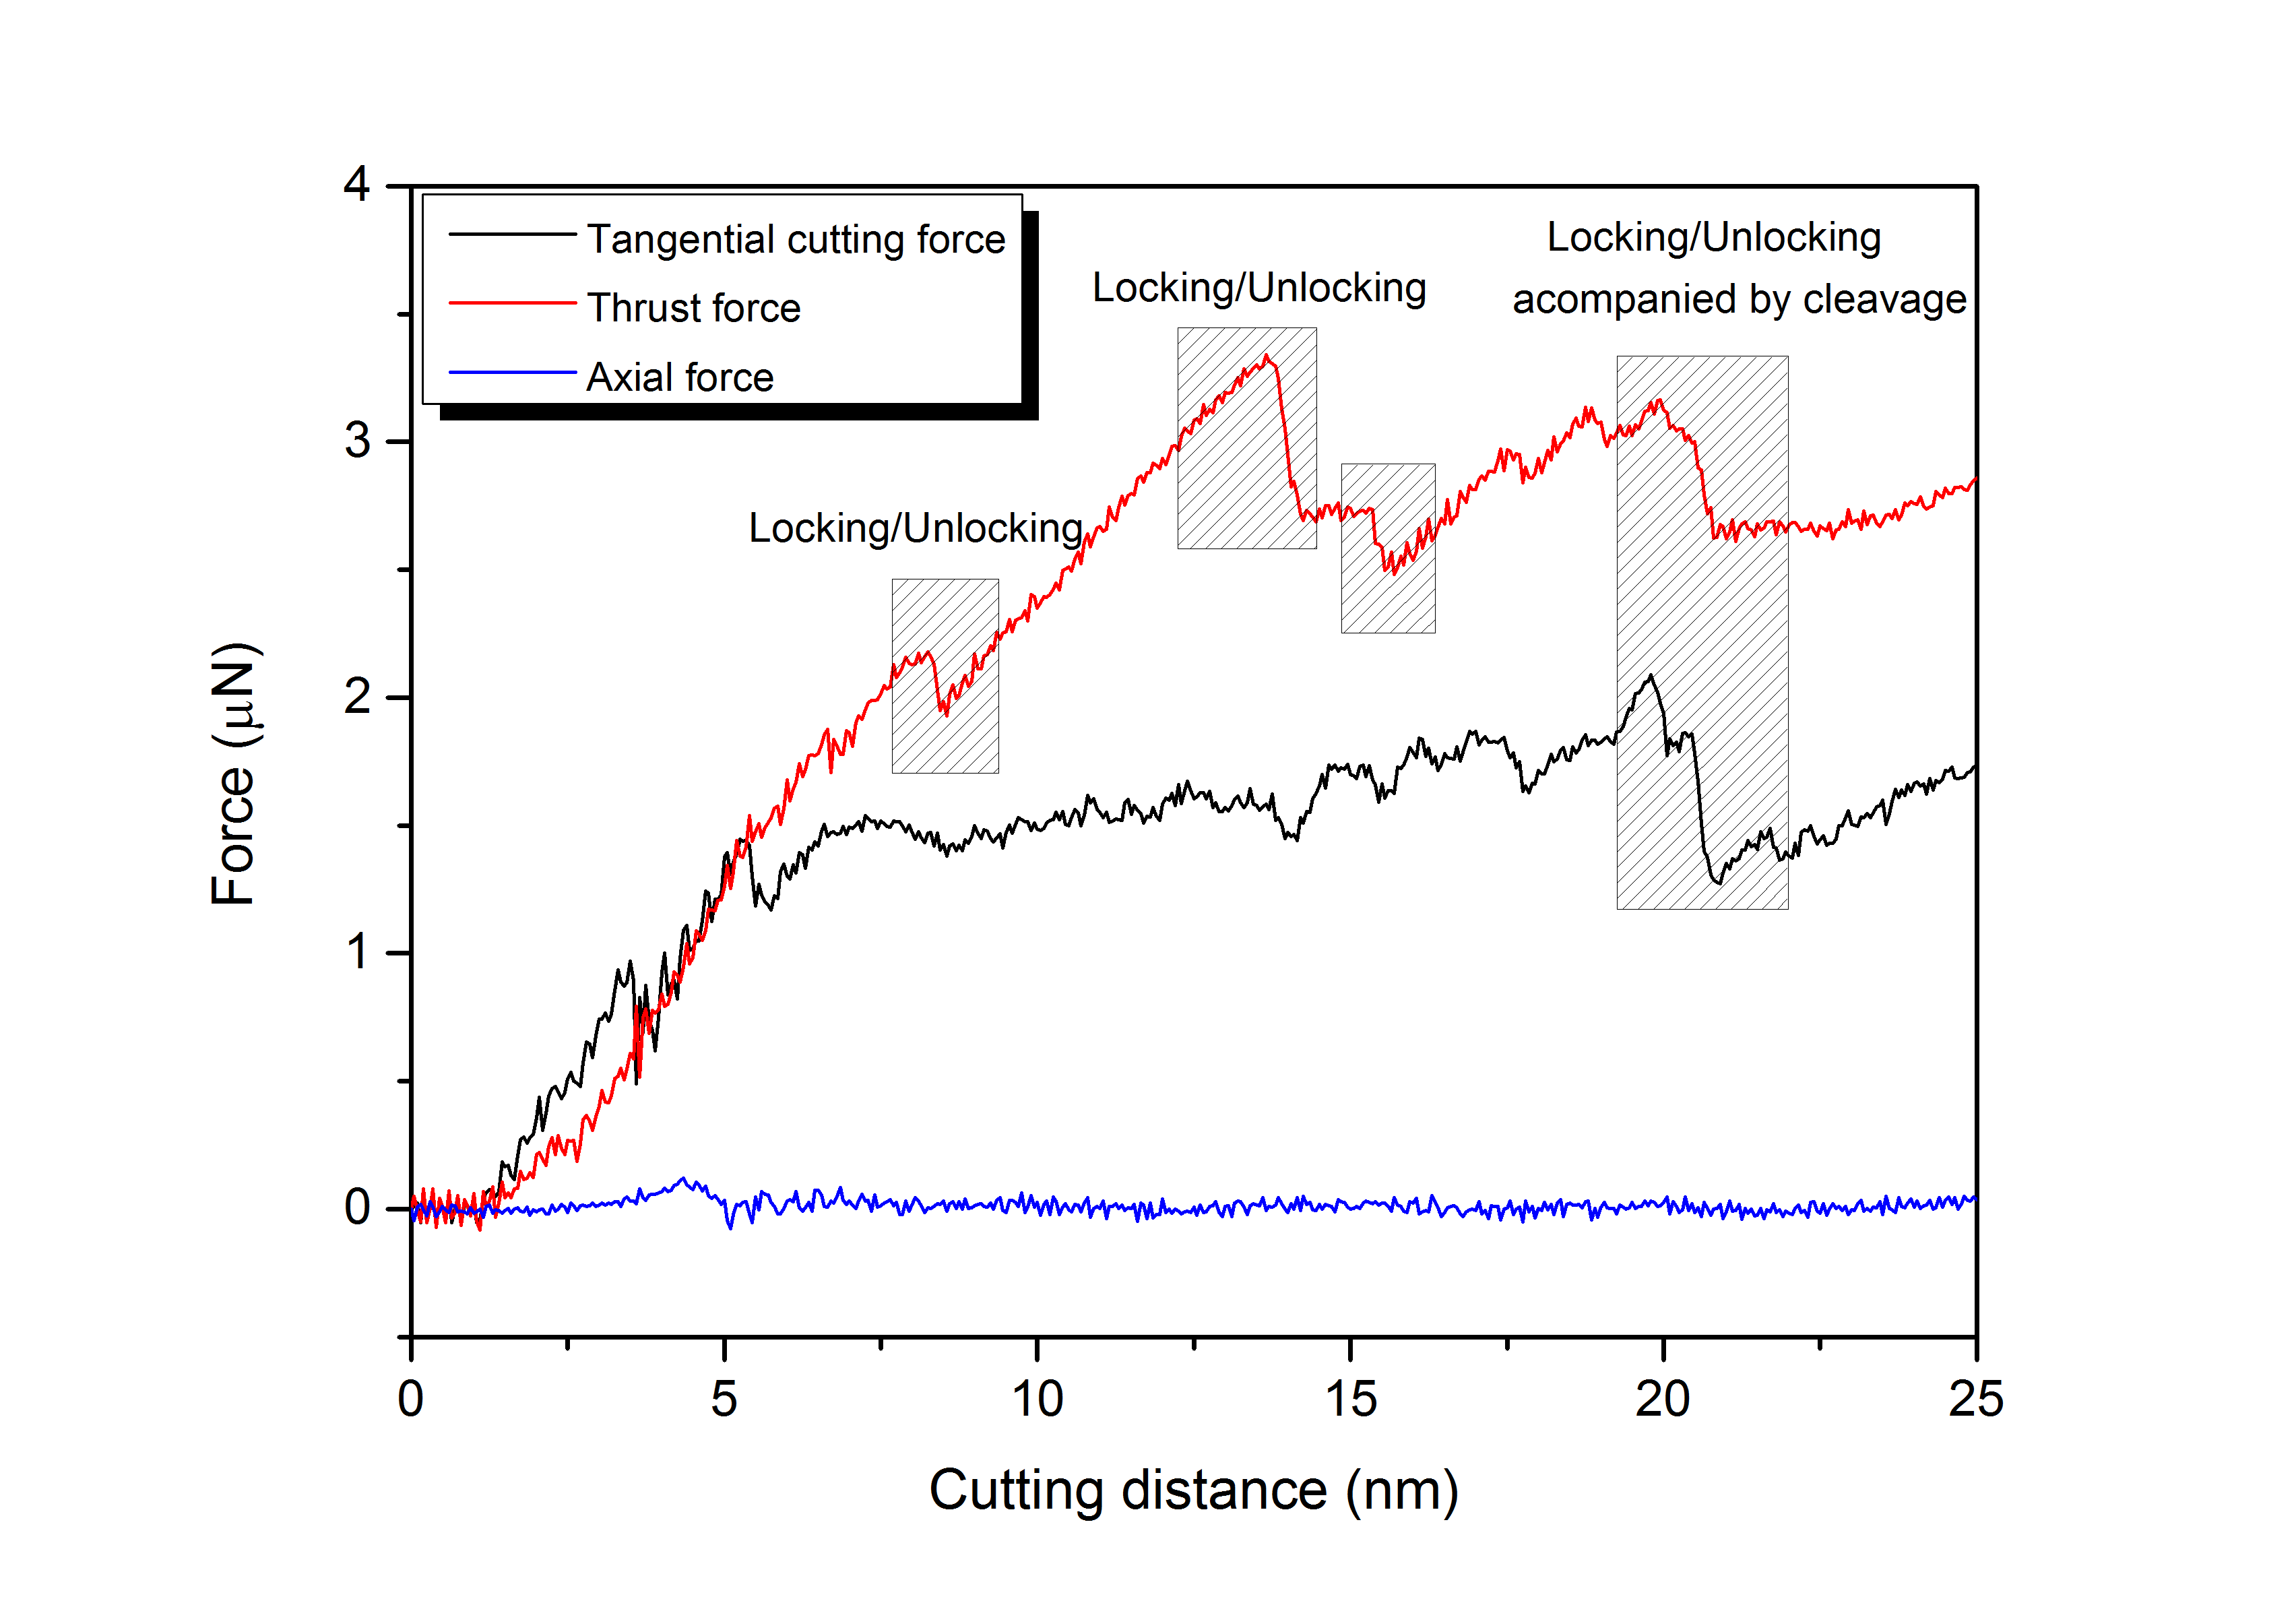 4
3
2
1
0
Force (μN)
Tangential cutting force
Thrust force
Axial force
Locking/Unlocking
Locking/Unlocking
Locking/Unlocking
acompanied by cleavage
0 5 10 15 20 25
Cutting distance (nm)